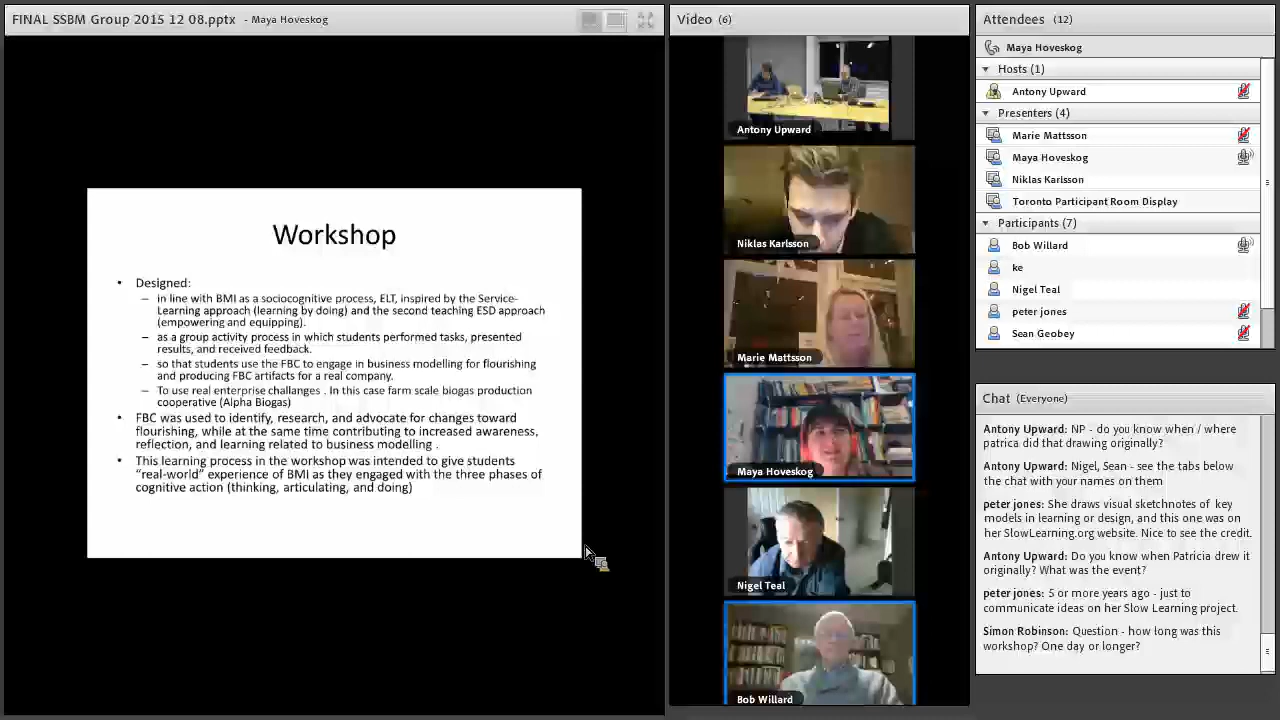 FINAL SSBM Group 2015 12 08.pptx - Maya Hoveskog
Workshop
• Designed:
– in line with BMI as a sociocognitive process, ELT, inspired by the Service-
Learning approach (learning by doing) and the second teaching ESD approach
(empowering and equipping).
– as a group activity process in which students performed tasks, presented
results, and received feedback.
– so that students use the FBC to engage in business modelling for flourishing
and producing FBC artifacts for a real company.
– To use real enterprise challanges . In this case farm scale biogas production
cooperative (Alpha Biogas)
• FBC was used to identify, research, and advocate for changes toward
flourishing, while at the same time contributing to increased awareness,
reflection, and learning related to business modelling .
• This learning process in the workshop was intended to give students
“real-world” experience of BMI as they engaged with the three phases of
cognitive action (thinking, articulating, and doing)
Video (6)
Antony Upward
Niklas Karlsson
Marie Mattsson
Maya Hoveskog
Nigel Teal
Bob Willard
Attendees (12)
Maya Hoveskog
Hosts (1)
Antony Upward
Presenters (4)
Marie Mattsson
Maya Hoveskog
Niklas Karlsson
Toronto Participant Room Display
Participants (7)
Bob Willard
ke
Nigel Teal
peter jones
Sean Geobey
Chat (Everyone)
Antony Upward: NP - do you know when / where
patrica did that drawing originally?
Antony Upward: Nigel, Sean - see the tabs below
the chat with your names on them
peter jones: She draws visual sketchnotes of key
models in learning or design, and this one was on
her SlowLearning.org website. Nice to see the credit.
Antony Upward: Do you know when Patricia drew it
originally? What was the event?
peter jones: 5 or more years ago - just to
communicate ideas on her Slow Learning project.
Simon Robinson: Question - how long was this
workshop? One day or longer?